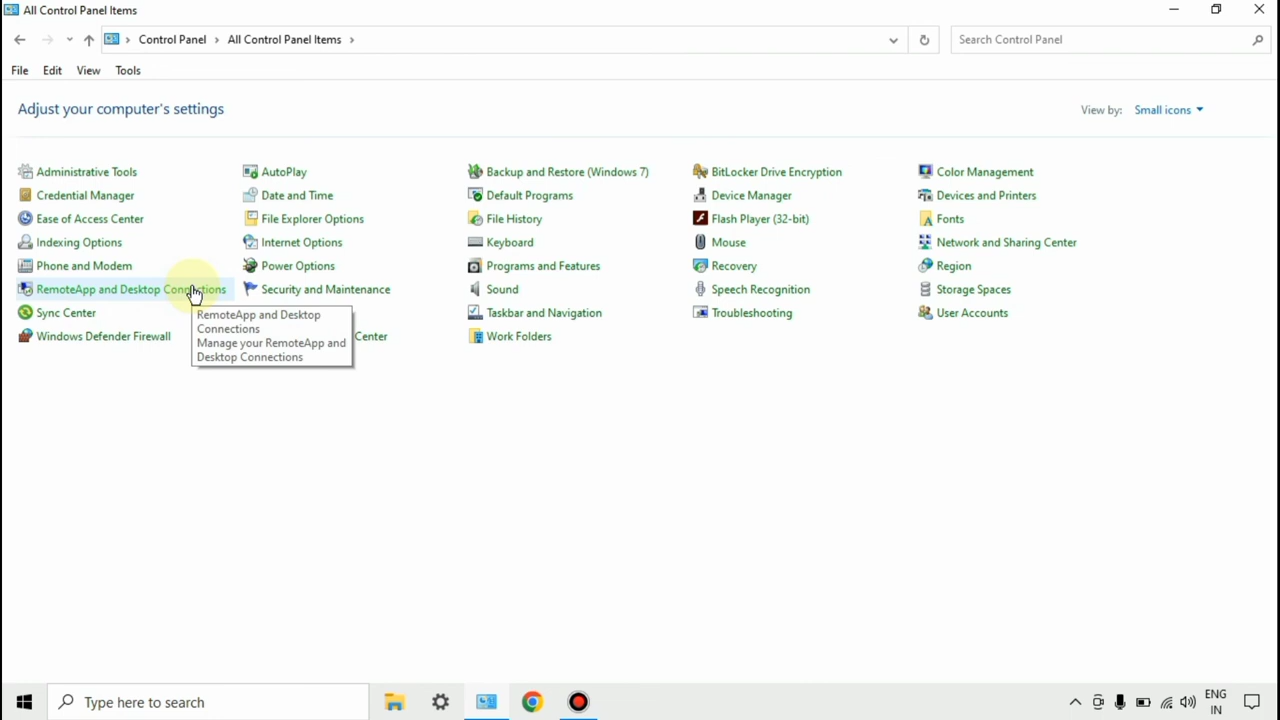 All Control Panel Items
Control Panel All Control Panel Items
Search Control Panel
File Edit View Tools
Adjust your computer's settings
View by: Small icons
Administrative Tools AutoPlay Backup and Restore (Windows 7) BitLocker Drive Encryption Color Management
Credential Manager Date and Time Default Programs Device Manager Devices and Printers
Ease of Access Center File Explorer Options File History Flash Player (32-bit) Fonts
Indexing Options Internet Options Keyboard Mouse Network and Sharing Center
Phone and Modem Power Options Programs and Features Recovery Region
RemoteApp and Desktop Connections Security and Maintenance Sound Speech Recognition Storage Spaces
Sync Center Taskbar and Navigation Troubleshooting User Accounts
Windows Defender Firewall Center Work Folders
RemoteApp and Desktop
Connections
Manage your RemoteApp and
Desktop Connections
Type here to search
ENG
IN